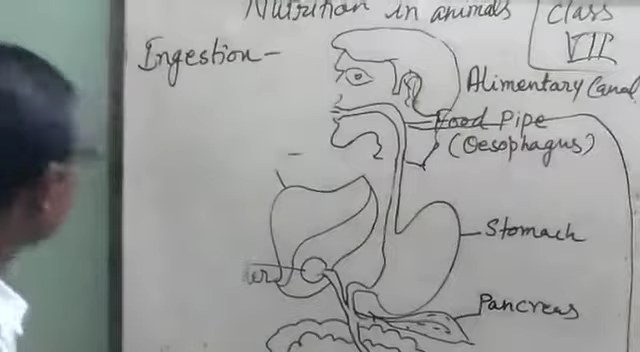 Nutrition in animals
Class
VII
Ingestion -
Alimentary Canal
Food Pipe
(Oesophagus)
Stomach
Pancreas